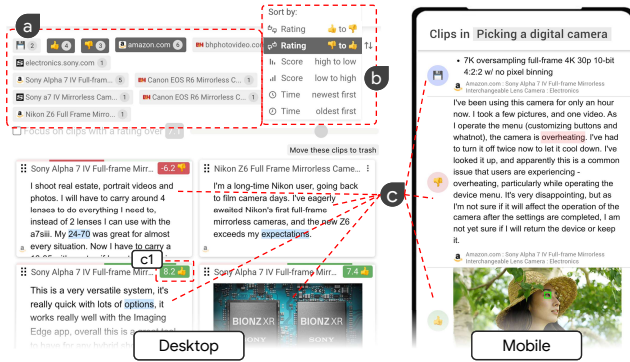 a
💾 2
👍 4
👎 3
amazon.com 6
bhphotovideo.com
electronics.sony.com 1
Sony Alpha 7 IV Full-fram... 5
Canon EOS R6 Mirrorless C... 1
Sony a7 IV Mirrorless Cam... 1
Canon EOS R6 Mirrorless
Nikon Z6 Full Frame Mirro... 1
Focus on clips with a rating over
Sort by:
Rating 👍 to 👎
Rating 👎 to 👍
Score high to low
Score low to high
Time newest first
Time oldest first
b
Move these clips to trash
Sony Alpha 7 IV Full-frame Mirr... -6.2 👎
I shoot real estate, portrait videos and
photos. I will have to carry around 4
lenses to do everything I need to,
instead of 2 lenses I can use with the
a7siii. My 24-70 was great for almost
every situation. Now I have to carry a
Nikon Z6 Full Frame Mirrorless C...
I'm a long-time Nikon user, going back
to film camera days. I've eagerly
awaited Nikon's first full-frame
mirrorless cameras, and the new Z6
exceeds my expectations.
c
c1
Sony Alpha 7 IV Full-frame Mirr... 8.2 👍
This is a very versatile system, it's
really quick with lots of options, it
works really well with the Imaging
Edge app, overall this is a great tool
Sony Alpha 7 IV Full-frame Mirr... 7.4 👍
BIONZ XR
BIONZ XR
SONY
Desktop
Clips in Picking a digital camera
• 7K oversampling full-frame 4K 30p 10-bit
4:2:2 w/ no pixel binning
Amazon.com : Sony Alpha 7 IV Full-frame Mirrorless
Interchangeable Lens Camera : Electronics
I've been using this camera for only an hour
now. I took a few pictures, and one video. As
I operate the menu (customizing buttons and
whatnot), the camera is overheating. I've had
to turn it off twice now to let it cool down. I've
looked it up, and apparently this is a common
issue that users are experiencing -
overheating, particularly while operating the
device menu. It's very disappointing, but as
I'm not sure if it will affect the operation of the
camera after the settings are completed, I am
not yet sure if I will return the device or keep
it.
Amazon.com : Sony Alpha 7 IV Full-frame Mirrorless
Interchangeable Lens Camera : Electronics
Mobile